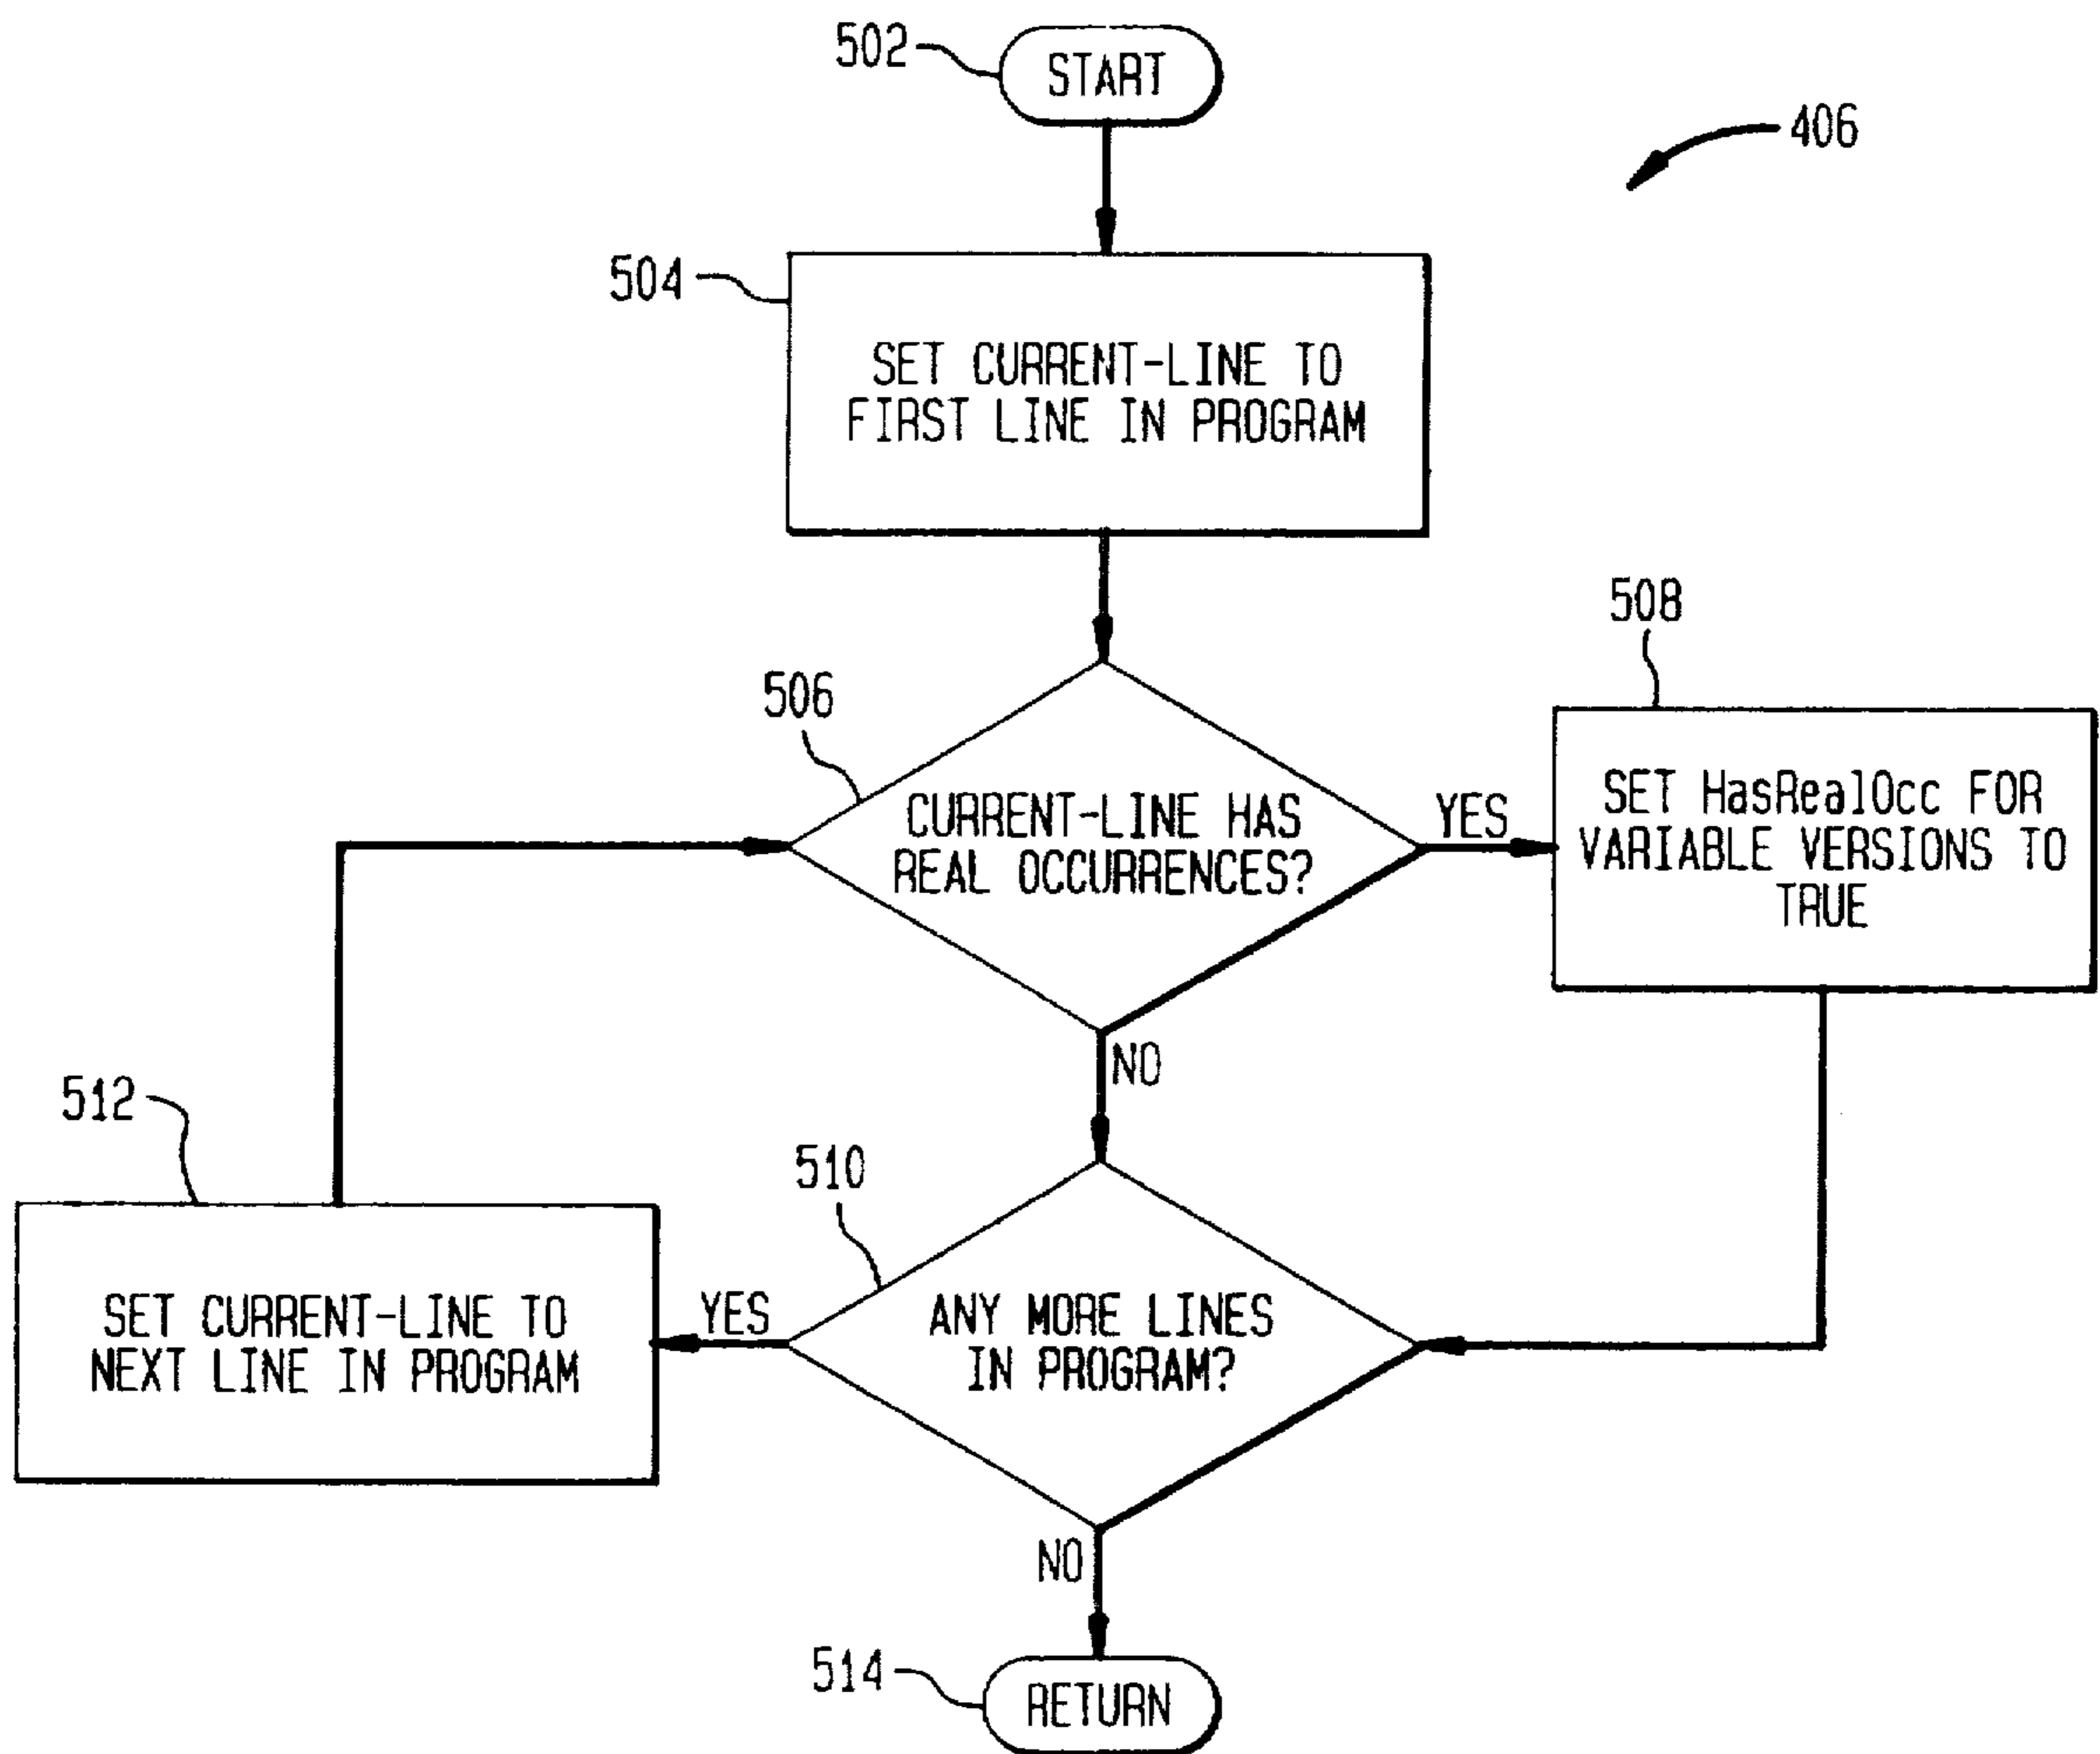 502
START
406
504
SET CURRENT-LINE TO
FIRST LINE IN PROGRAM
508
506
CURRENT-LINE HAS
REAL OCCURRENCES?
YES
SET HasRealOcc FOR
VARIABLE VERSIONS TO
TRUE
NO
512
510
SET CURRENT-LINE TO
NEXT LINE IN PROGRAM
YES
ANY MORE LINES
IN PROGRAM?
NO
514
RETURN